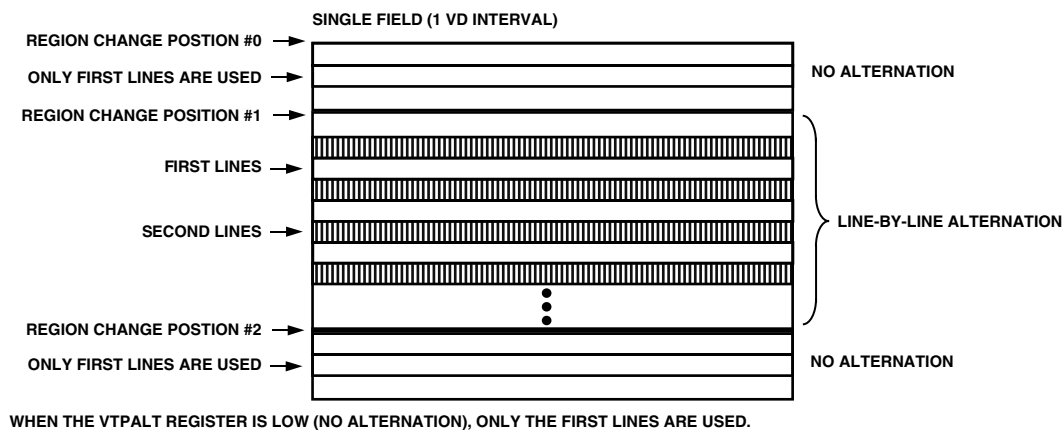 SINGLE FIELD (1 VD INTERVAL)
REGION CHANGE POSTION #0
ONLY FIRST LINES ARE USED
NO ALTERNATION
REGION CHANGE POSITION #1
FIRST LINES
SECOND LINES
LINE-BY-LINE ALTERNATION
REGION CHANGE POSTION #2
ONLY FIRST LINES ARE USED
NO ALTERNATION
WHEN THE VTPALT REGISTER IS LOW (NO ALTERNATION), ONLY THE FIRST LINES ARE USED.